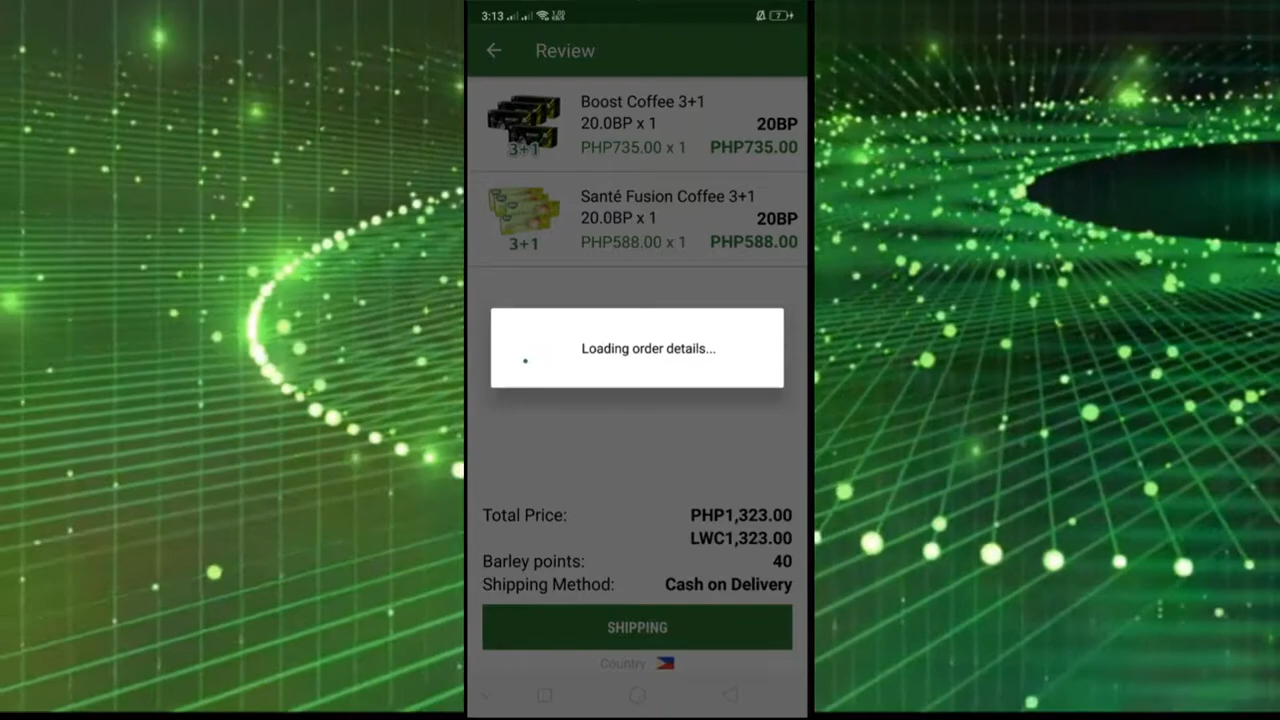 3:13
7
Review
Boost Coffee 3+1
20.0BP x 1 20BP
PHP735.00 x 1 PHP735.00
3+1
Santé Fusion Coffee 3+1
20.0BP x 1 20BP
PHP588.00 x 1 PHP588.00
3+1
Loading order details...
Total Price: PHP1,323.00
LWC1,323.00
Barley points: 40
Shipping Method: Cash on Delivery
SHIPPING
Country